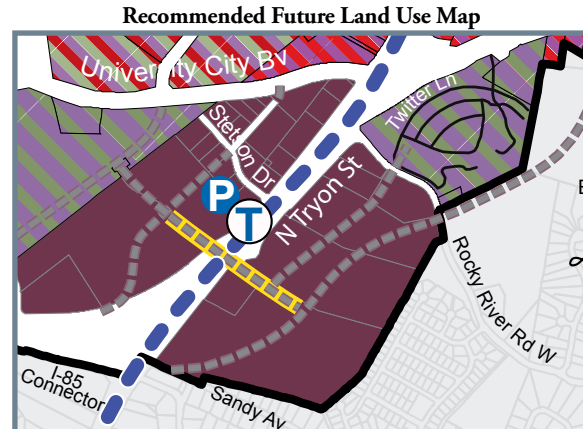 Recommended Future Land Use Map
University City Bv
Stetson Dr
Twitter Ln
P
T
N Tryon St
Rocky River Rd W
I-85
Connector
Sandy Av